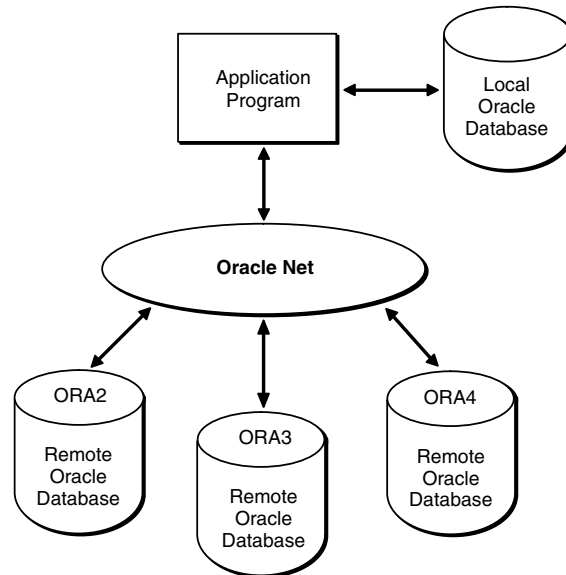 Application
Program
Local
Oracle
Database
Oracle Net
ORA2
Remote
Oracle
Database
ORA3
Remote
Oracle
Database
ORA4
Remote
Oracle
Database